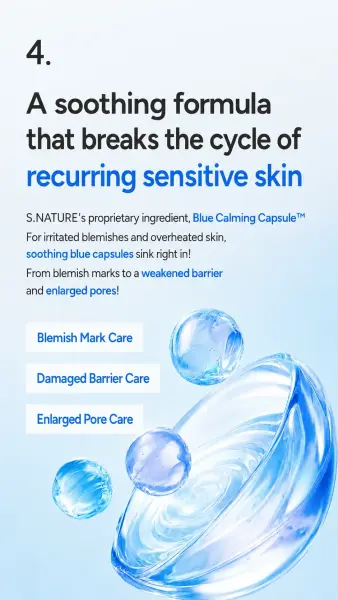 4.
A soothing formula
that breaks the cycle of
recurring sensitive skin
S.NATURE's proprietary ingredient, Blue Calming Capsule™
For irritated blemishes and overheated skin,
soothing blue capsules sink right in!
From blemish marks to a weakened barrier
and enlarged pores!
Blemish Mark Care
Damaged Barrier Care
Enlarged Pore Care